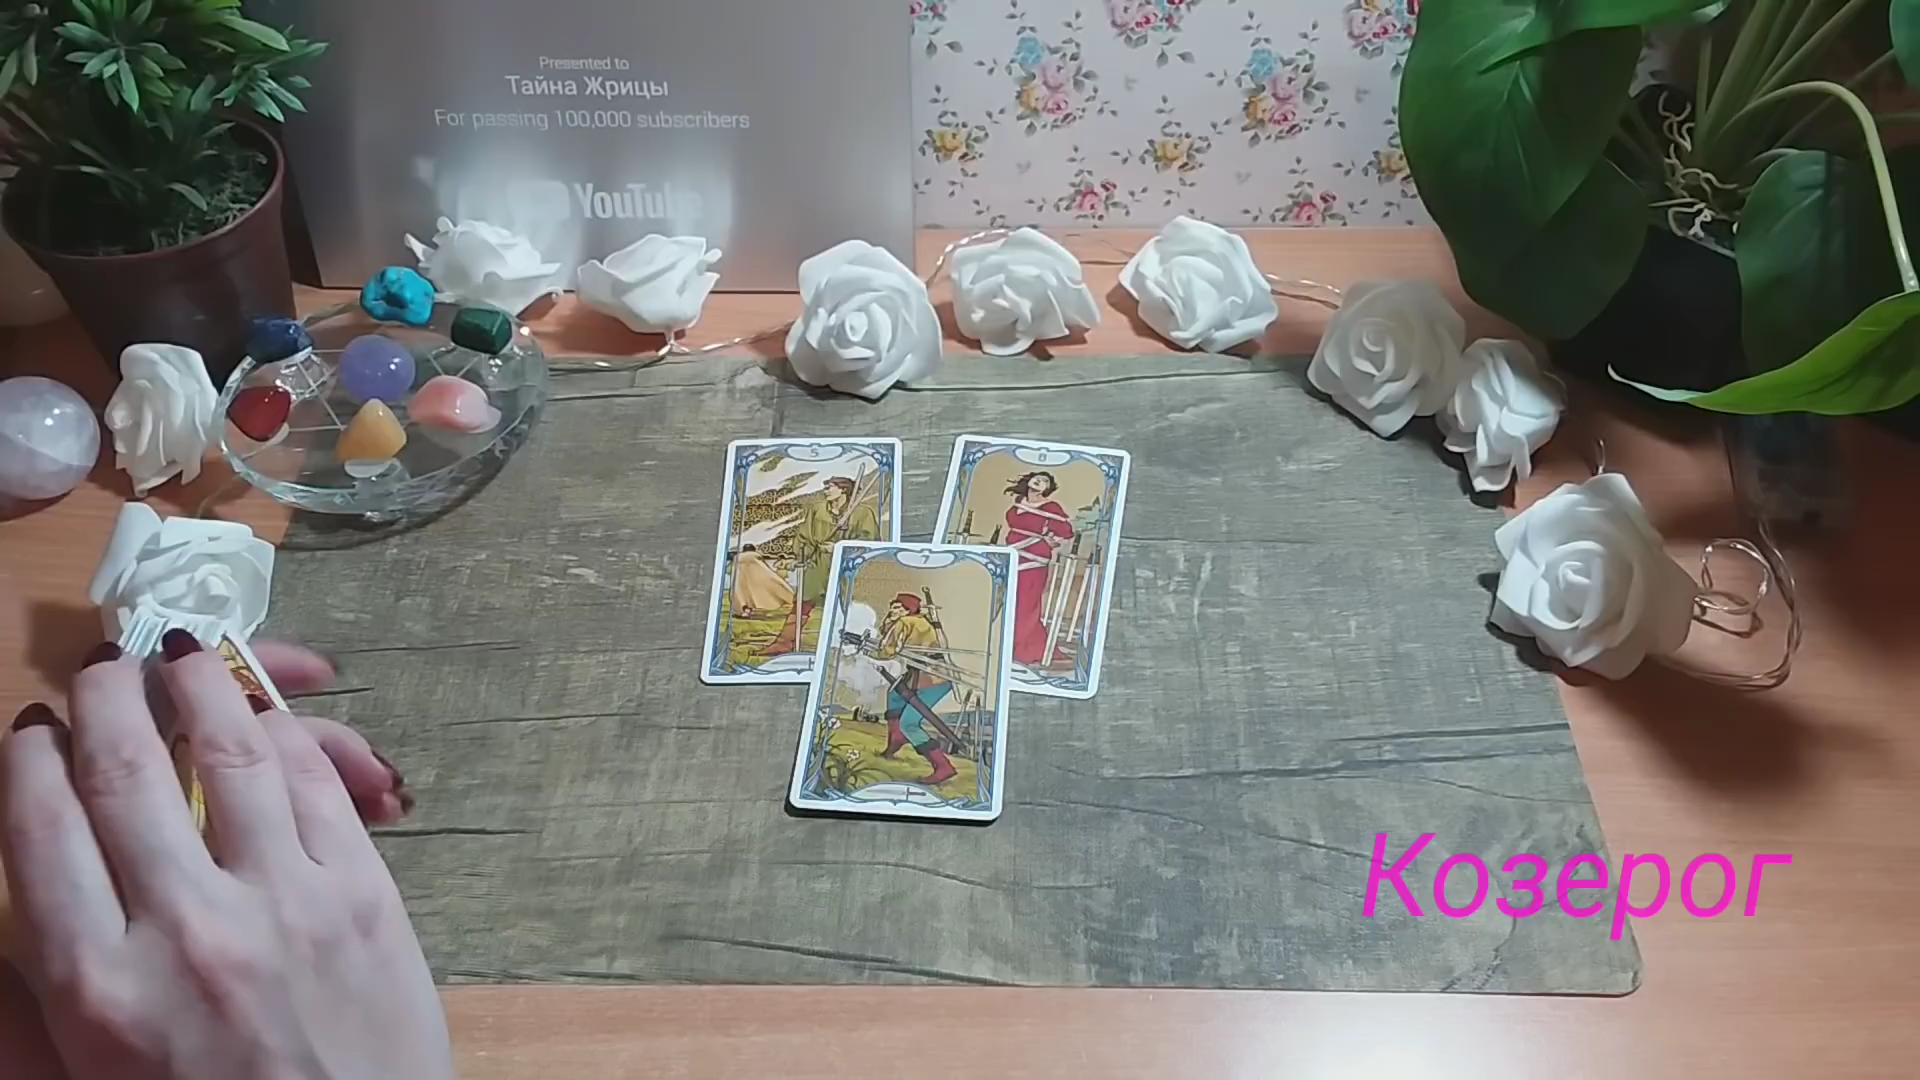 Presented to
Тайна Жрицы
For passing 100,000 subscribers
YouTube
5
8
7
Козерог